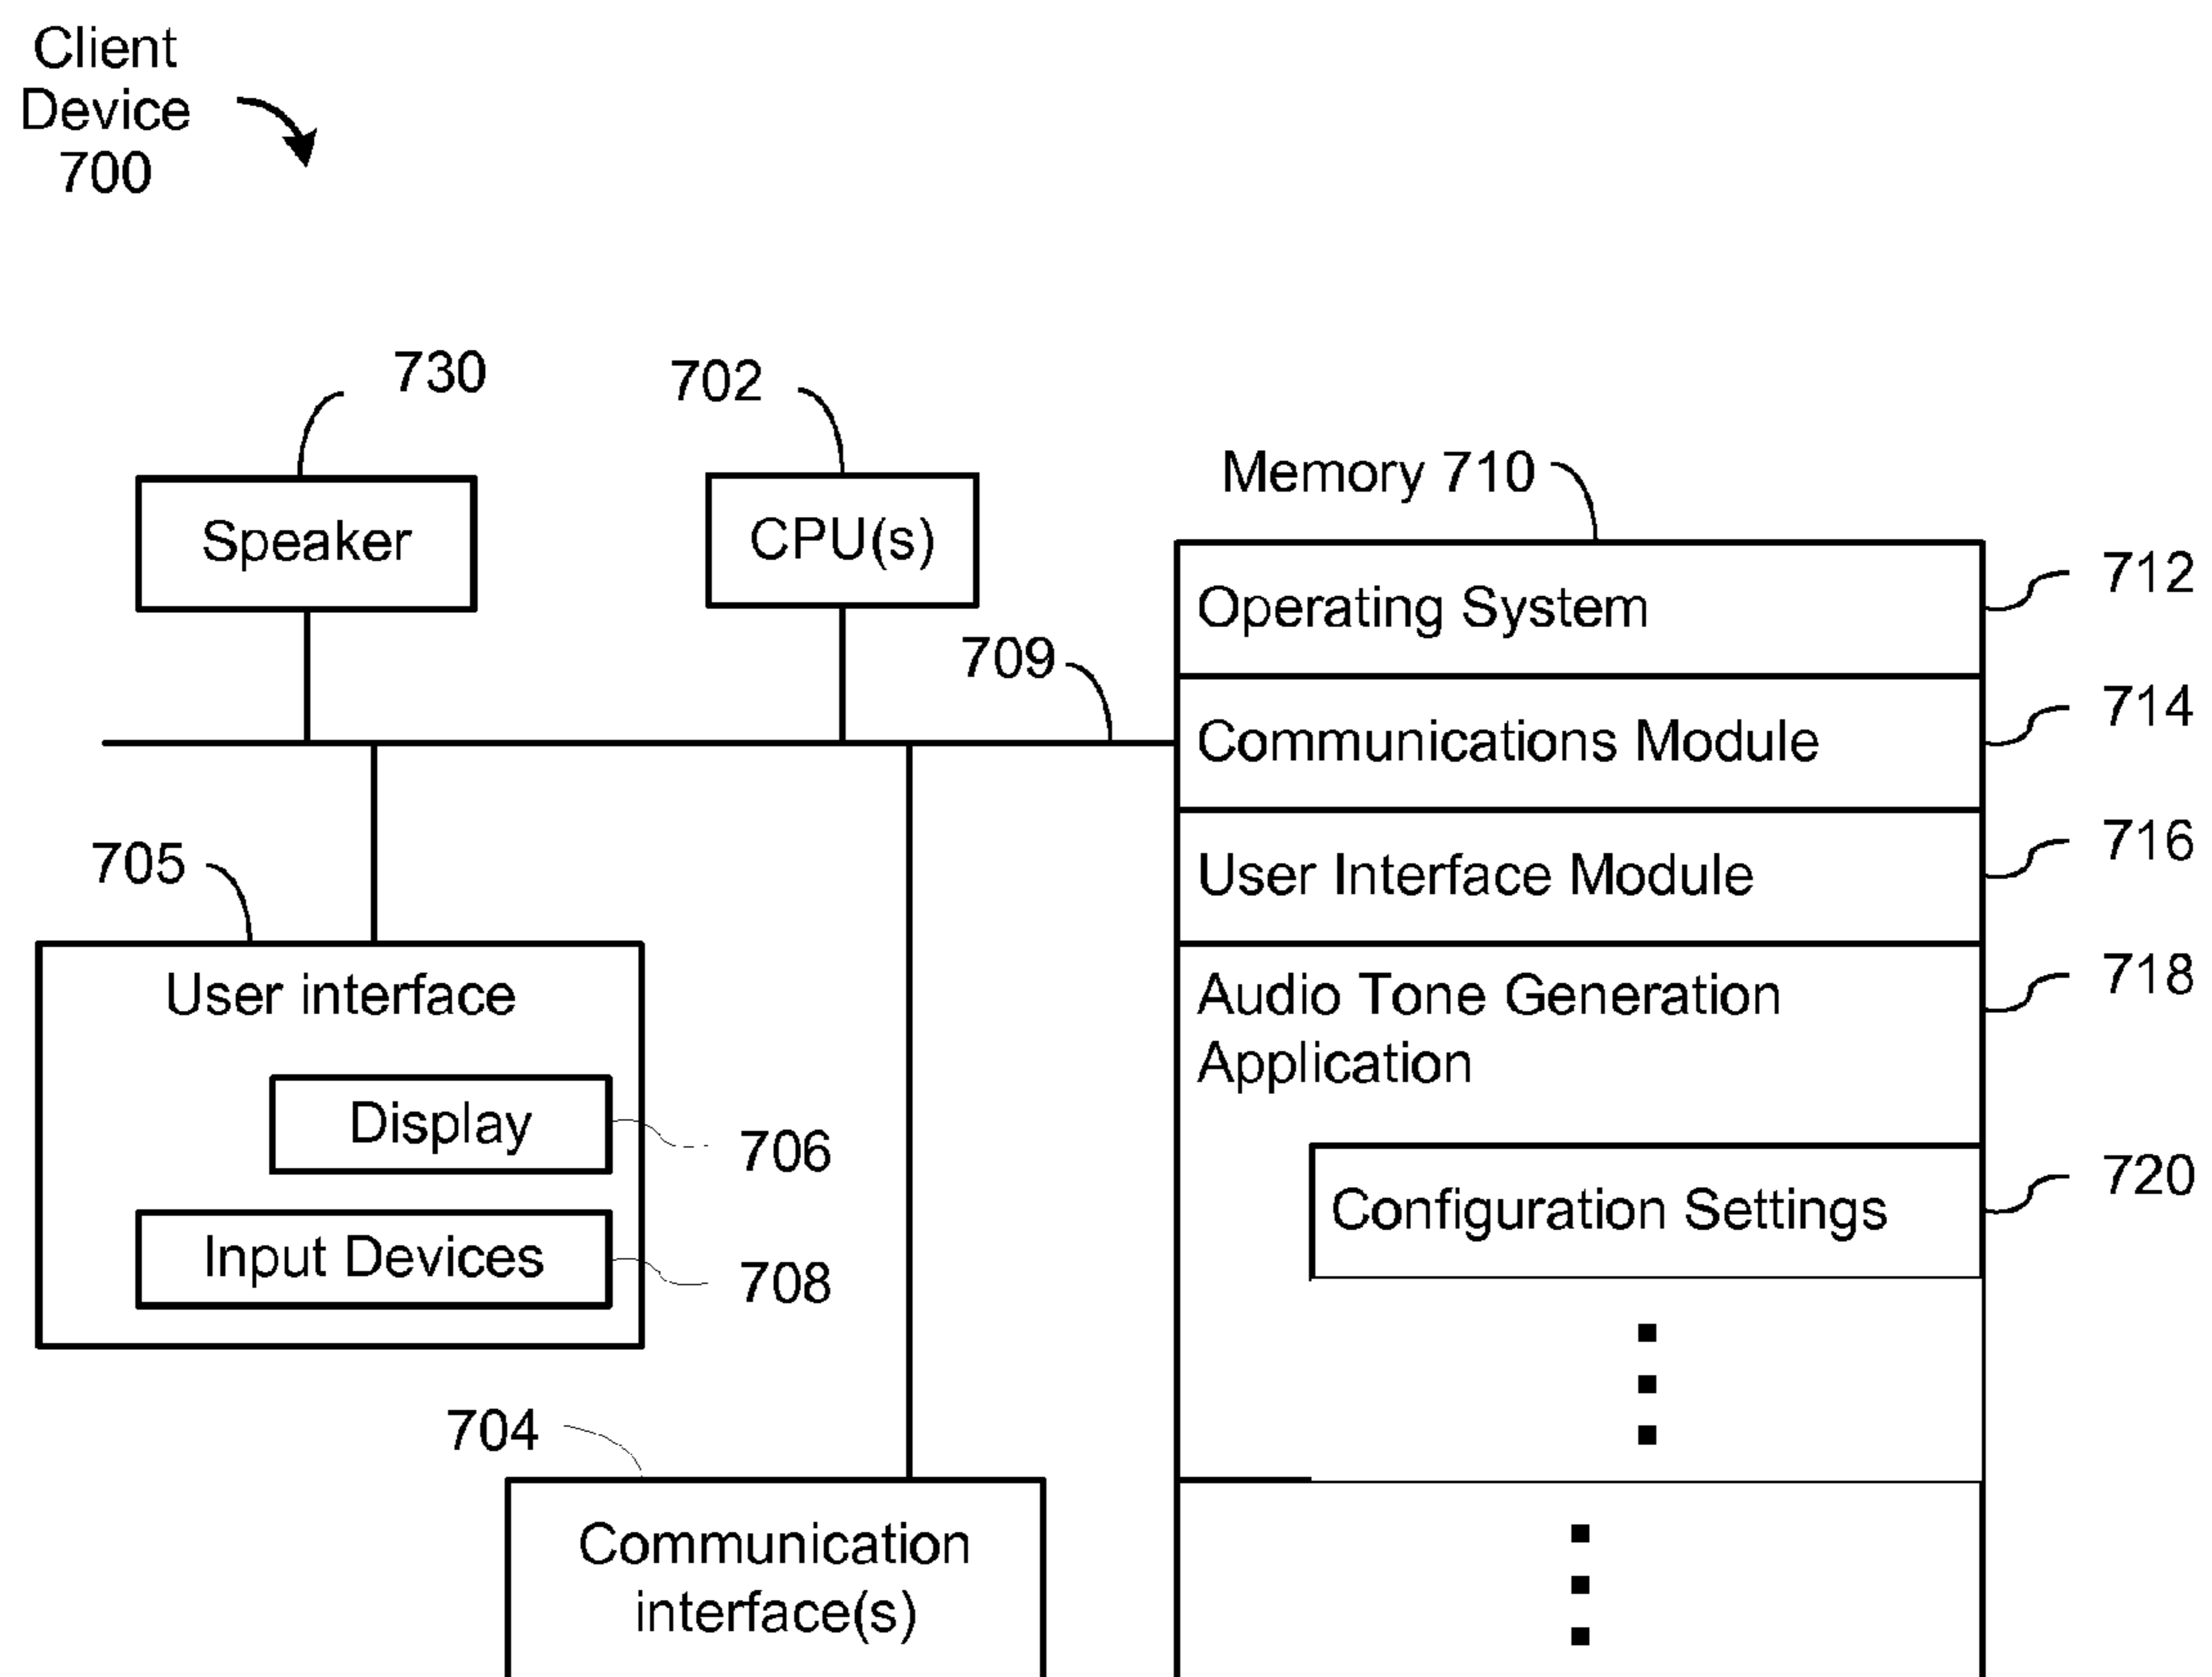 Client
Device
700
730
702
Memory 710
Speaker
CPU(s)
Operating System
712
709
Communications Module
714
User Interface Module
716
705
User interface
Audio Tone Generation
Application
718
Display
706
Configuration Settings
720
Input Devices
708
704
Communication
interface(s)